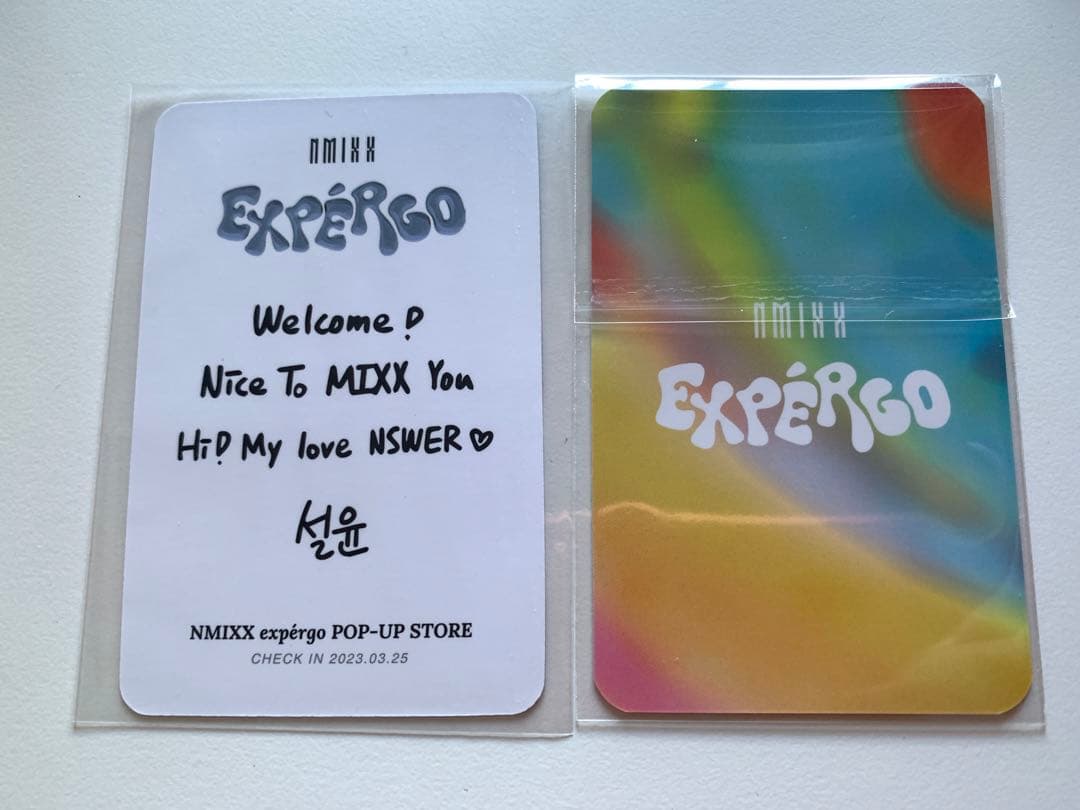 NMIXX
EXPÉRGO
Welcome!
Nice To MIXX You
Hi! My love NSWER♡
설윤
NMIXX expérgo POP-UP STORE
CHECK IN 2023.03.25
NMIXX
EXPÉRGO